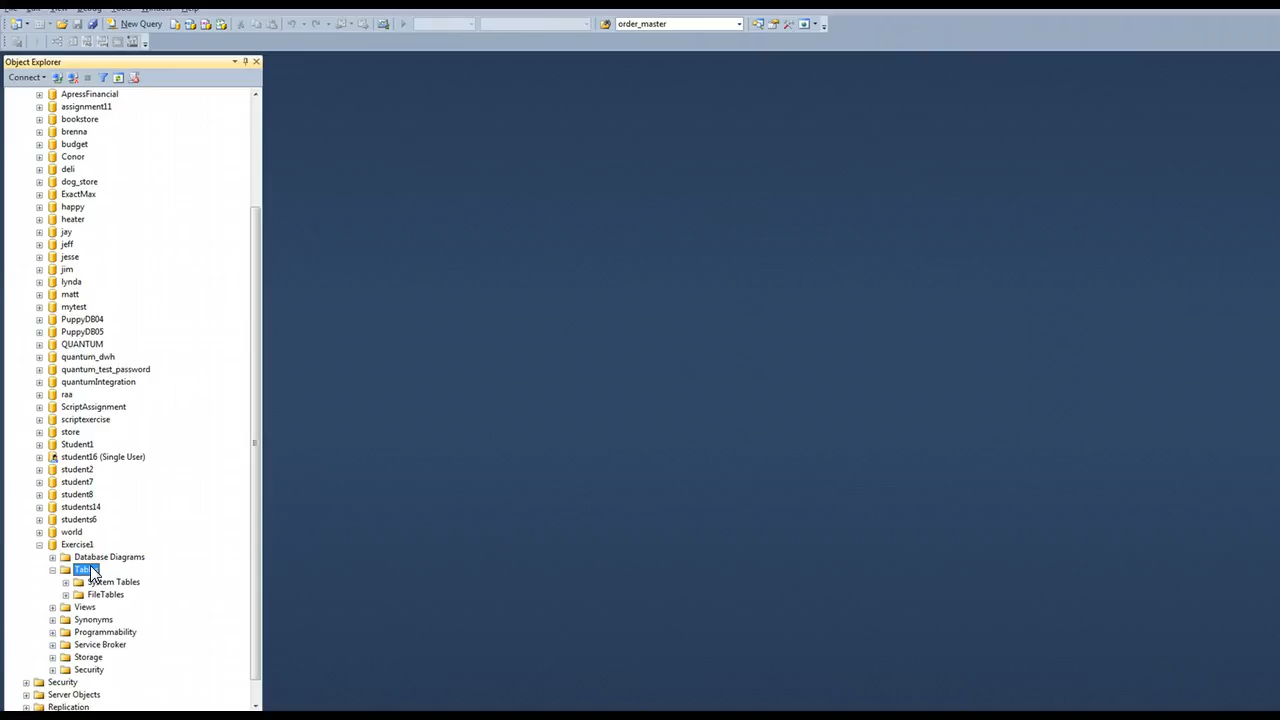 New Query
order_master
Object Explorer
Connect
ApressFinancial
assignment11
bookstore
brenna
budget
Conor
deli
dog_store
ExactMax
happy
heater
jay
jeff
jesse
jim
lynda
matt
mytest
PuppyDB04
PuppyDB05
QUANTUM
quantum_dwh
quantum_test_password
quantumIntegration
raa
ScriptAssignment
scriptexercise
store
Student1
student16 (Single User)
student2
student7
student8
students14
students6
world
Exercise1
Database Diagrams
System Tables
FileTables
Views
Synonyms
Programmability
Service Broker
Storage
Security
Security
Server Objects
Replication